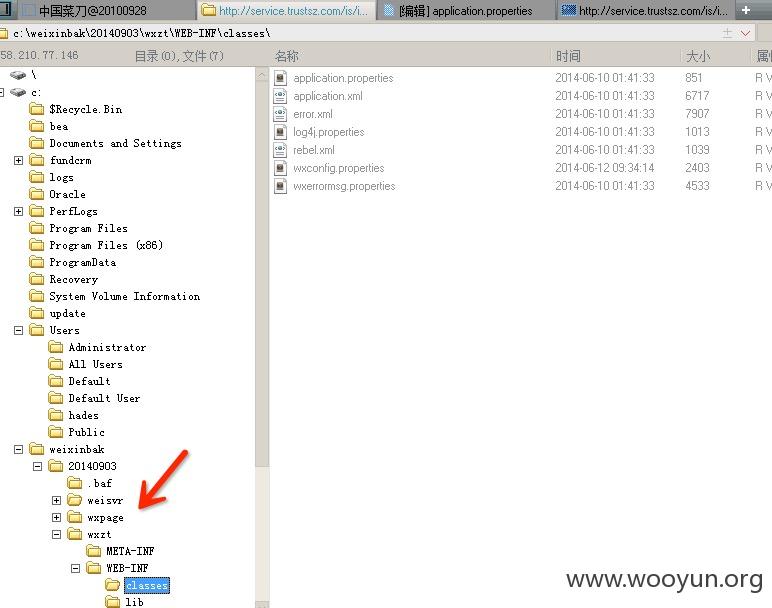 中国菜刀@20100928
http://service.trustsz.com/is/i...
[编辑] application.properties
http://service.trustsz.com/is/i...
c:\weixinbak\20140903\wxzt\WEB-INF\classes\
58.210.77.146 目录(0),文件(7) 名称 时间 大小
\
c:
$Recycle.Bin
bea
Documents and Settings
fundcrm
logs
Oracle
PerfLogs
Program Files
Program Files (x86)
ProgramData
Recovery
System Volume Information
update
Users
Administrator
All Users
Default
Default User
hades
Public
weixinbak
20140903
.baf
weisvr
wxpage
wxzt
META-INF
WEB-INF
classes
lib
application.properties 2014-06-10 01:41:33 851 R
application.xml 2014-06-10 01:41:33 6717 R
error.xml 2014-06-10 01:41:33 7907 R
log4j.properties 2014-06-10 01:41:33 1013 R
rebel.xml 2014-06-10 01:41:33 1039 R
wxconfig.properties 2014-06-12 09:34:14 2403 R
wxerrormsg.properties 2014-06-10 01:41:33 4533 R
www.wooyun.org